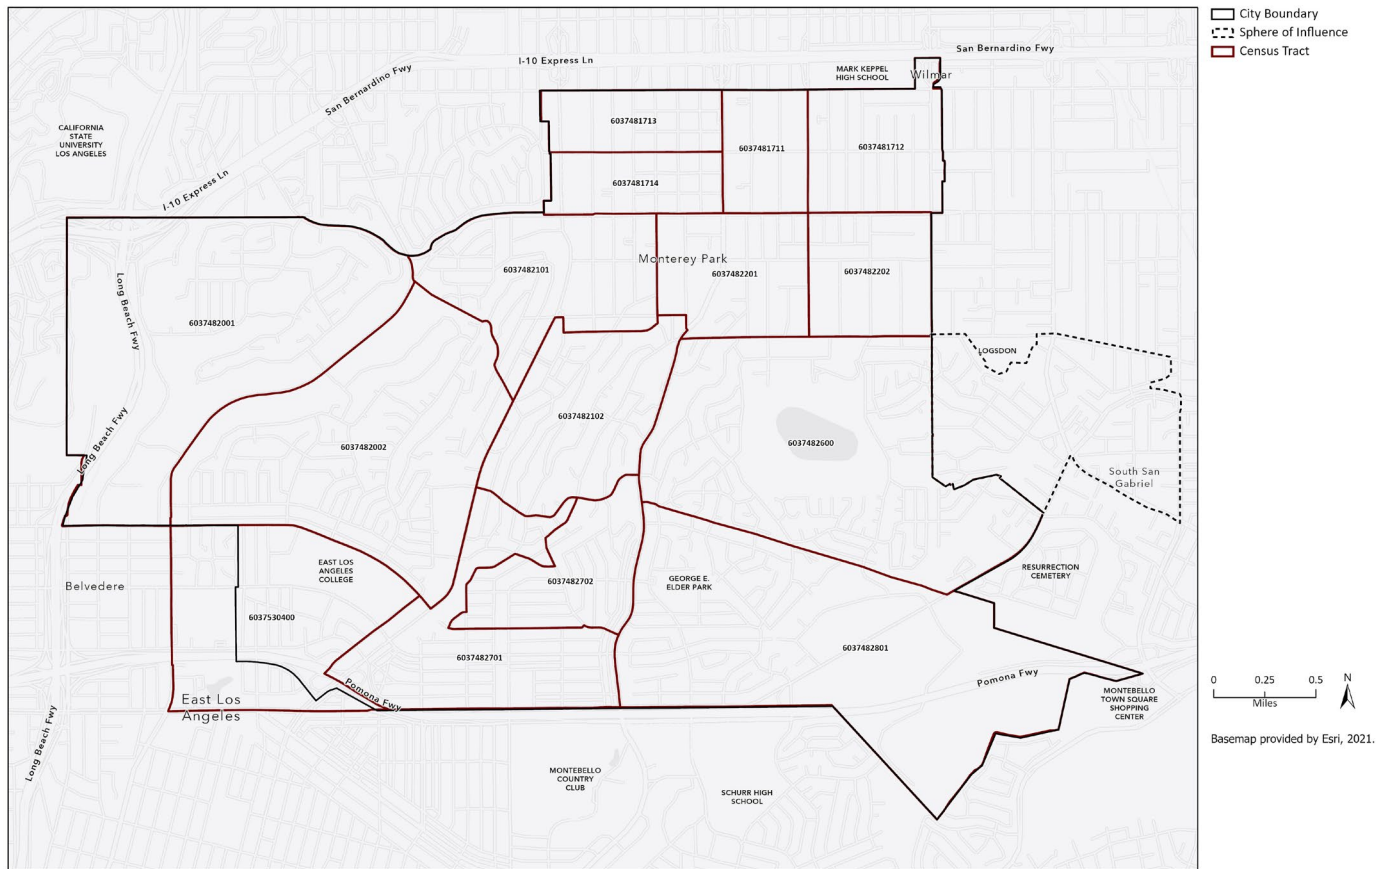 City Boundary
Sphere of Influence
Census Tract
San Bernardino Fwy
I-10 Express Ln
MARK KEPPEL
HIGH SCHOOL
Wilmar
San Bernardino Fwy
CALIFORNIA
STATE
UNIVERSITY
LOS ANGELES
6037481713
6037481711
6037481712
6037481714
I-10 Express Ln
Monterey Park
6037482101
6037482201
6037482202
Long Beach Fwy
6037482001
LOGSDON
6037482102
Long Beach Fwy
6037482002
6037482600
South San
Gabriel
EAST LOS
ANGELES
COLLEGE
RESURRECTION
CEMETERY
Belvedere
6037482702
GEORGE E.
ELDER PARK
6037530400
6037482701
6037482801
Pomona Fwy
Pomona Fwy
East Los
Angeles
MONTEBELLO
TOWN SQUARE
SHOPPING
CENTER
Long Beach Fwy
MONTEBELLO
COUNTRY
CLUB
SCHURR HIGH
SCHOOL
0 0.25 0.5
Miles
N
Basemap provided by Esri, 2021.